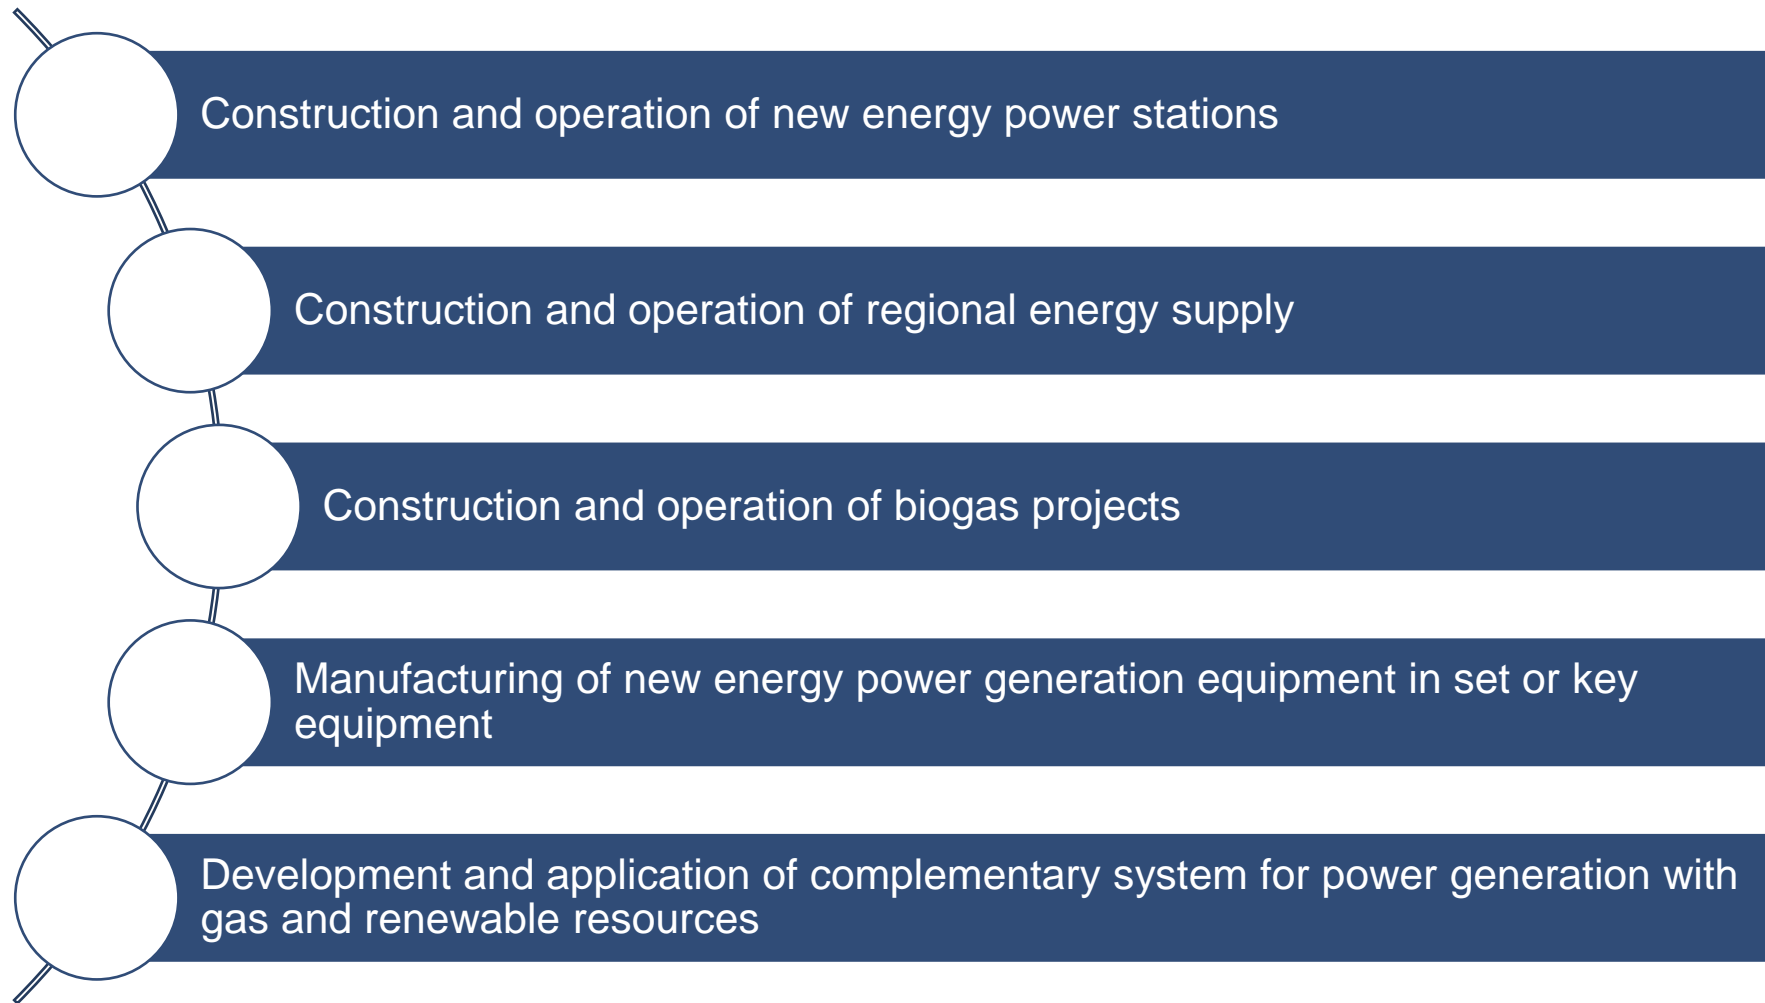 Construction and operation of new energy power stations
Construction and operation of regional energy supply
Construction and operation of biogas projects
Manufacturing of new energy power generation equipment in set or key
equipment
Development and application of complementary system for power generation with
gas and renewable resources